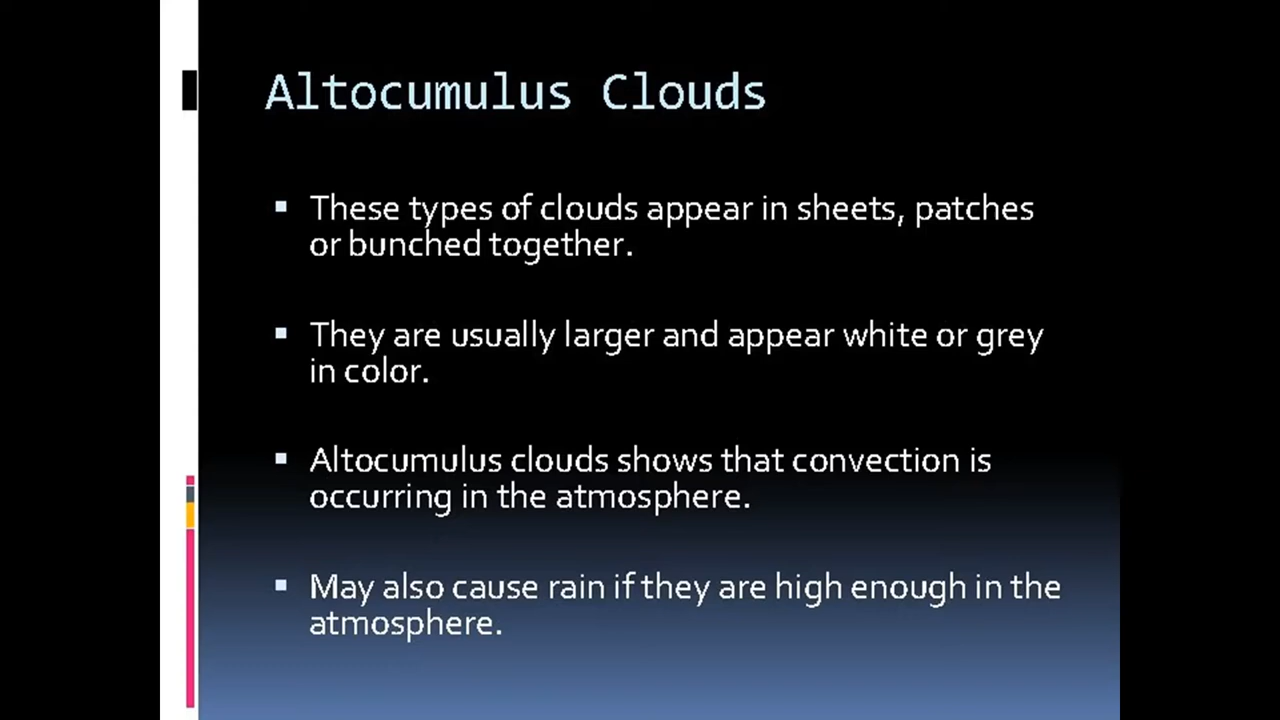 Altocumulus Clouds
▪ These types of clouds appear in sheets, patches
or bunched together.
▪ They are usually larger and appear white or grey
in color.
▪ Altocumulus clouds shows that convection is
occurring in the atmosphere.
▪ May also cause rain if they are high enough in the
atmosphere.